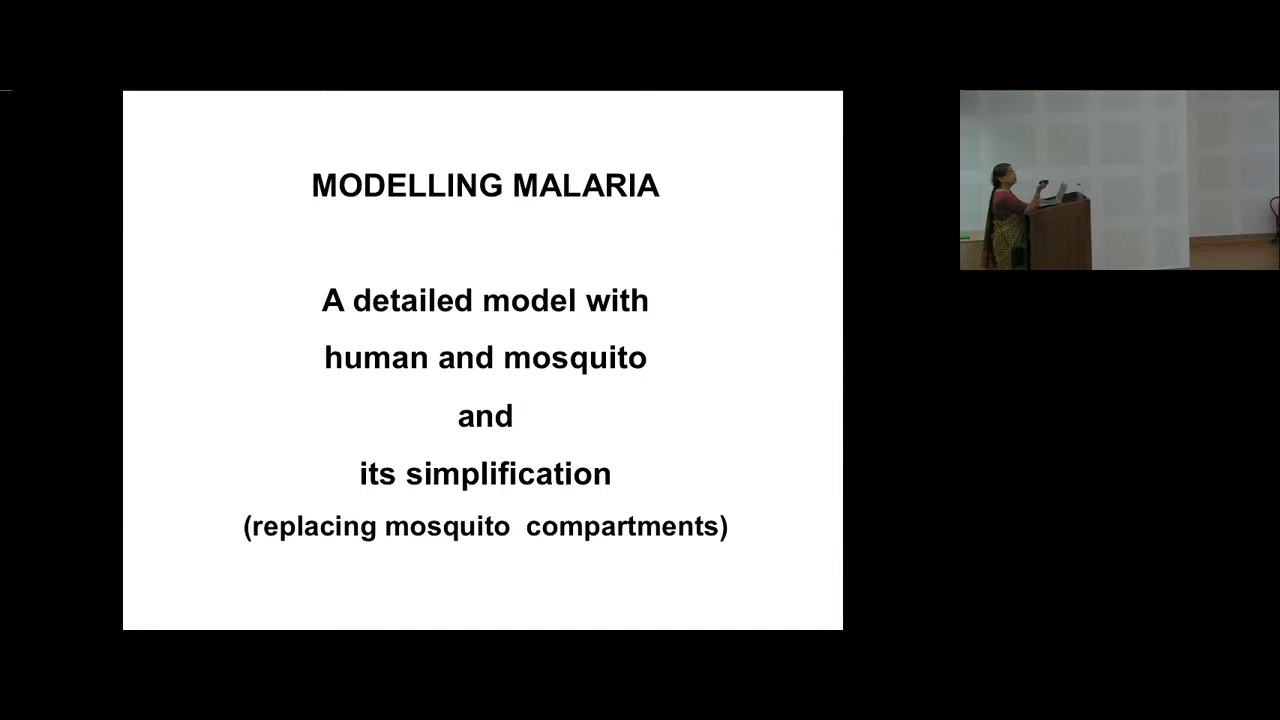 MODELLING MALARIA
A detailed model with
human and mosquito
and
its simplification
(replacing mosquito compartments)